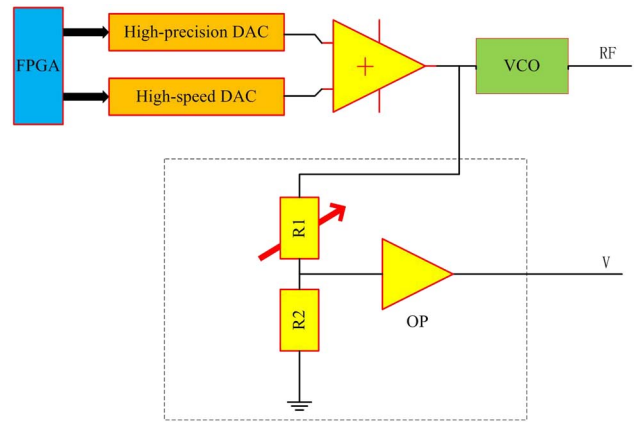 High-precision DAC
FPGA
High-speed DAC
+
VCO
RF
R1
R2
OP
V